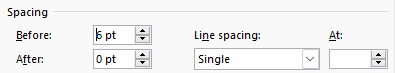 Spacing
Before: 6 pt Line spacing: At:
After: 0 pt Single